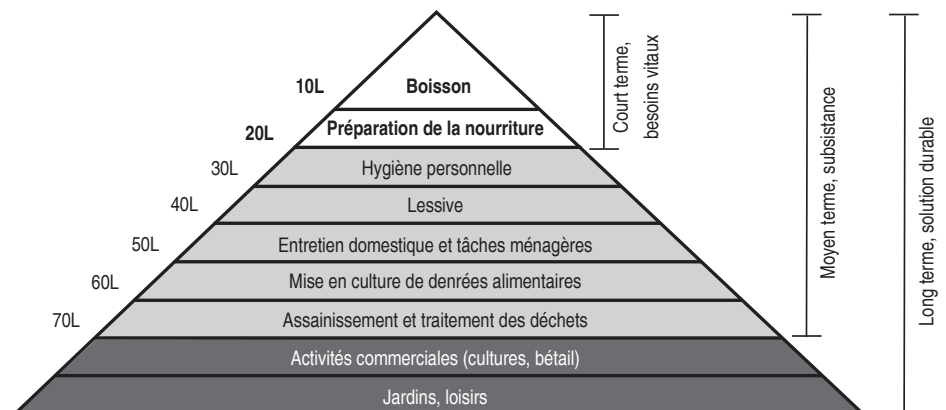 10L
Boisson
20L
Préparation de la nourriture
30L
Hygiène personnelle
40L
Lessive
50L
Entretien domestique et tâches ménagères
60L
Mise en culture de denrées alimentaires
70L
Assainissement et traitement des déchets
Activités commerciales (cultures, bétail)
Jardins, loisirs
Court terme,
besoins vitaux
Moyen terme, subsistance
Long terme, solution durable